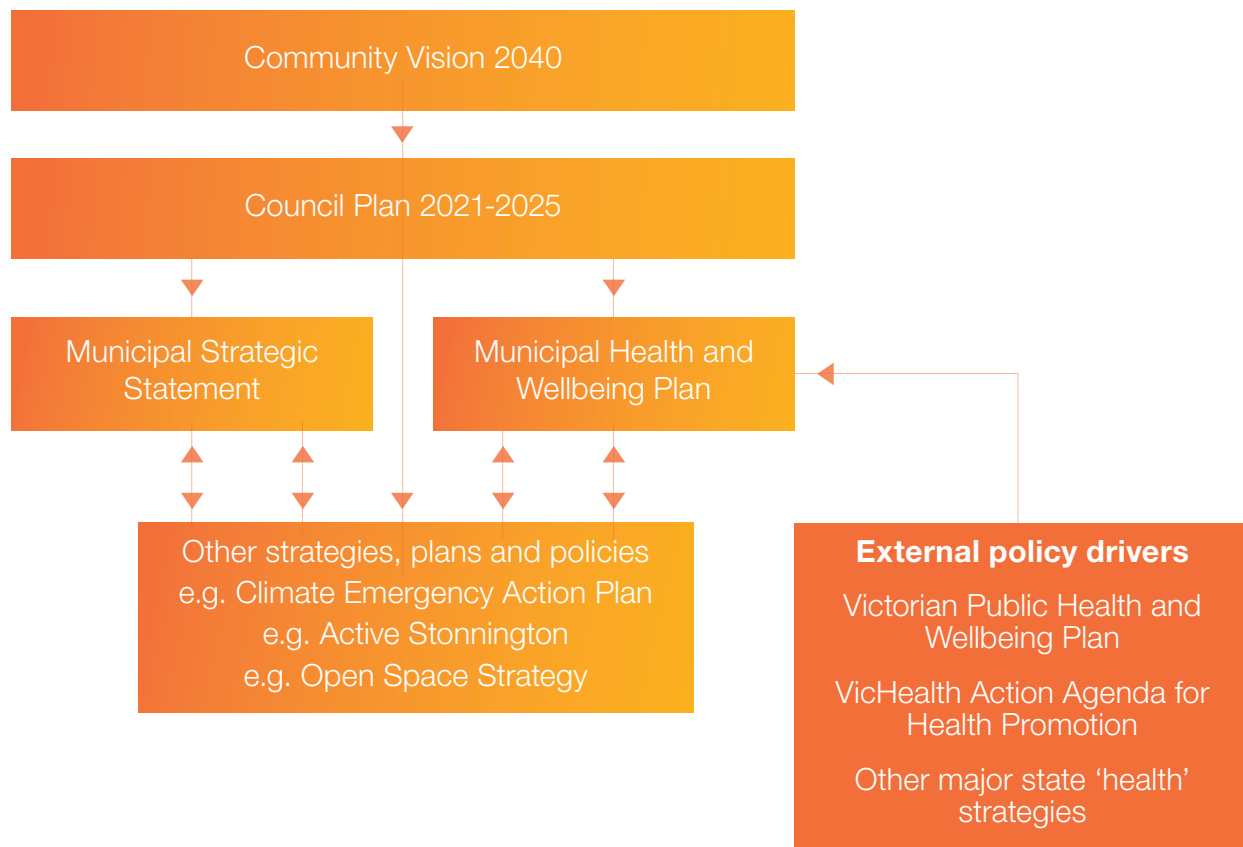 Community Vision 2040
Council Plan 2021-2025
Municipal Strategic
Statement
Municipal Health and
Wellbeing Plan
Other strategies, plans and policies
e.g. Climate Emergency Action Plan
e.g. Active Stonnington
e.g. Open Space Strategy
External policy drivers
Victorian Public Health and
Wellbeing Plan
VicHealth Action Agenda for
Health Promotion
Other major state ‘health’
strategies